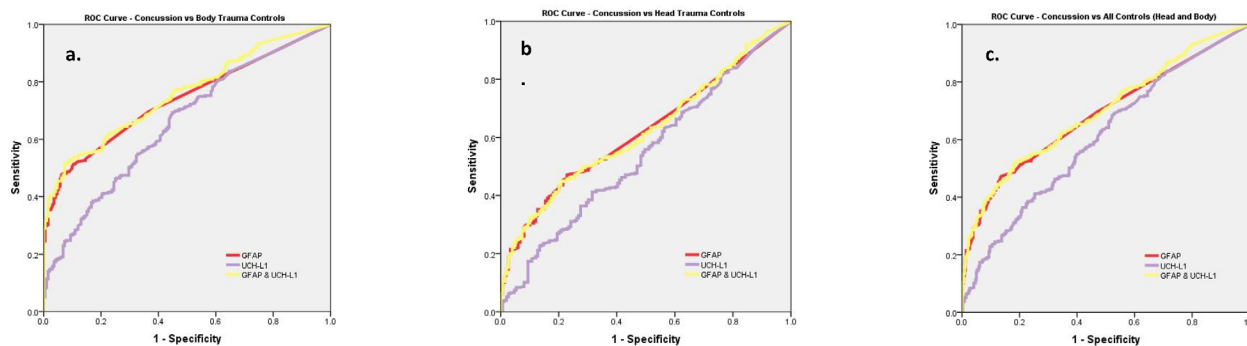 ROC Curve - Concussion vs Body Trauma Controls
a.
1.0
0.8
0.6
0.4
0.2
0.0
Sensitivity
0.0 0.2 0.4 0.6 0.8 1.0
1 - Specificity
GFAP
UCH-L1
GFAP & UCH-L1
ROC Curve - Concussion vs Head Trauma Controls
b
.
1.0
0.8
0.6
0.4
0.2
0.0
Sensitivity
0.0 0.2 0.4 0.6 0.8 1.0
1 - Specificity
GFAP
UCH-L1
GFAP & UCH-L1
ROC Curve - Concussion vs All Controls (Head and Body)
c.
1.0
0.8
0.6
0.4
0.2
0.0
Sensitivity
0.0 0.2 0.4 0.6 0.8 1.0
1 - Specificity
GFAP
UCH-L1
GFAP & UCH-L1